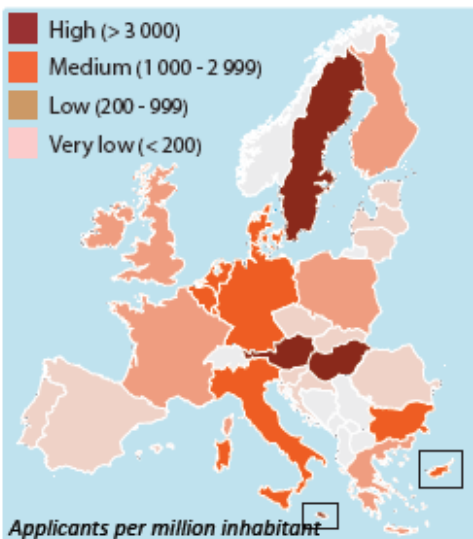 High (> 3 000)
Medium (1 000 - 2 999)
Low (200 - 999)
Very low (< 200)
Applicants per million inhabitant